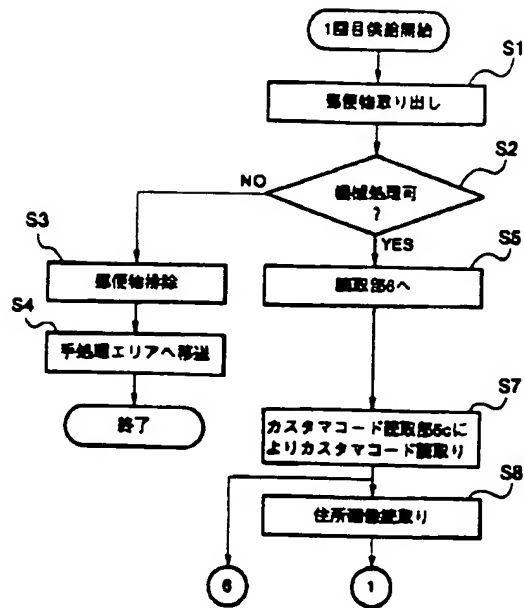 1回目供給開始
S1
郵便物取り出し
S2
機械処理可
?
NO
YES
S3
郵便物排除
S5
読取部6へ
S4
手処理エリアへ移送
終了
S7
カスタマコード読取部5cに
よりカスタマコード読取り
S8
住所画像読取り
6
1